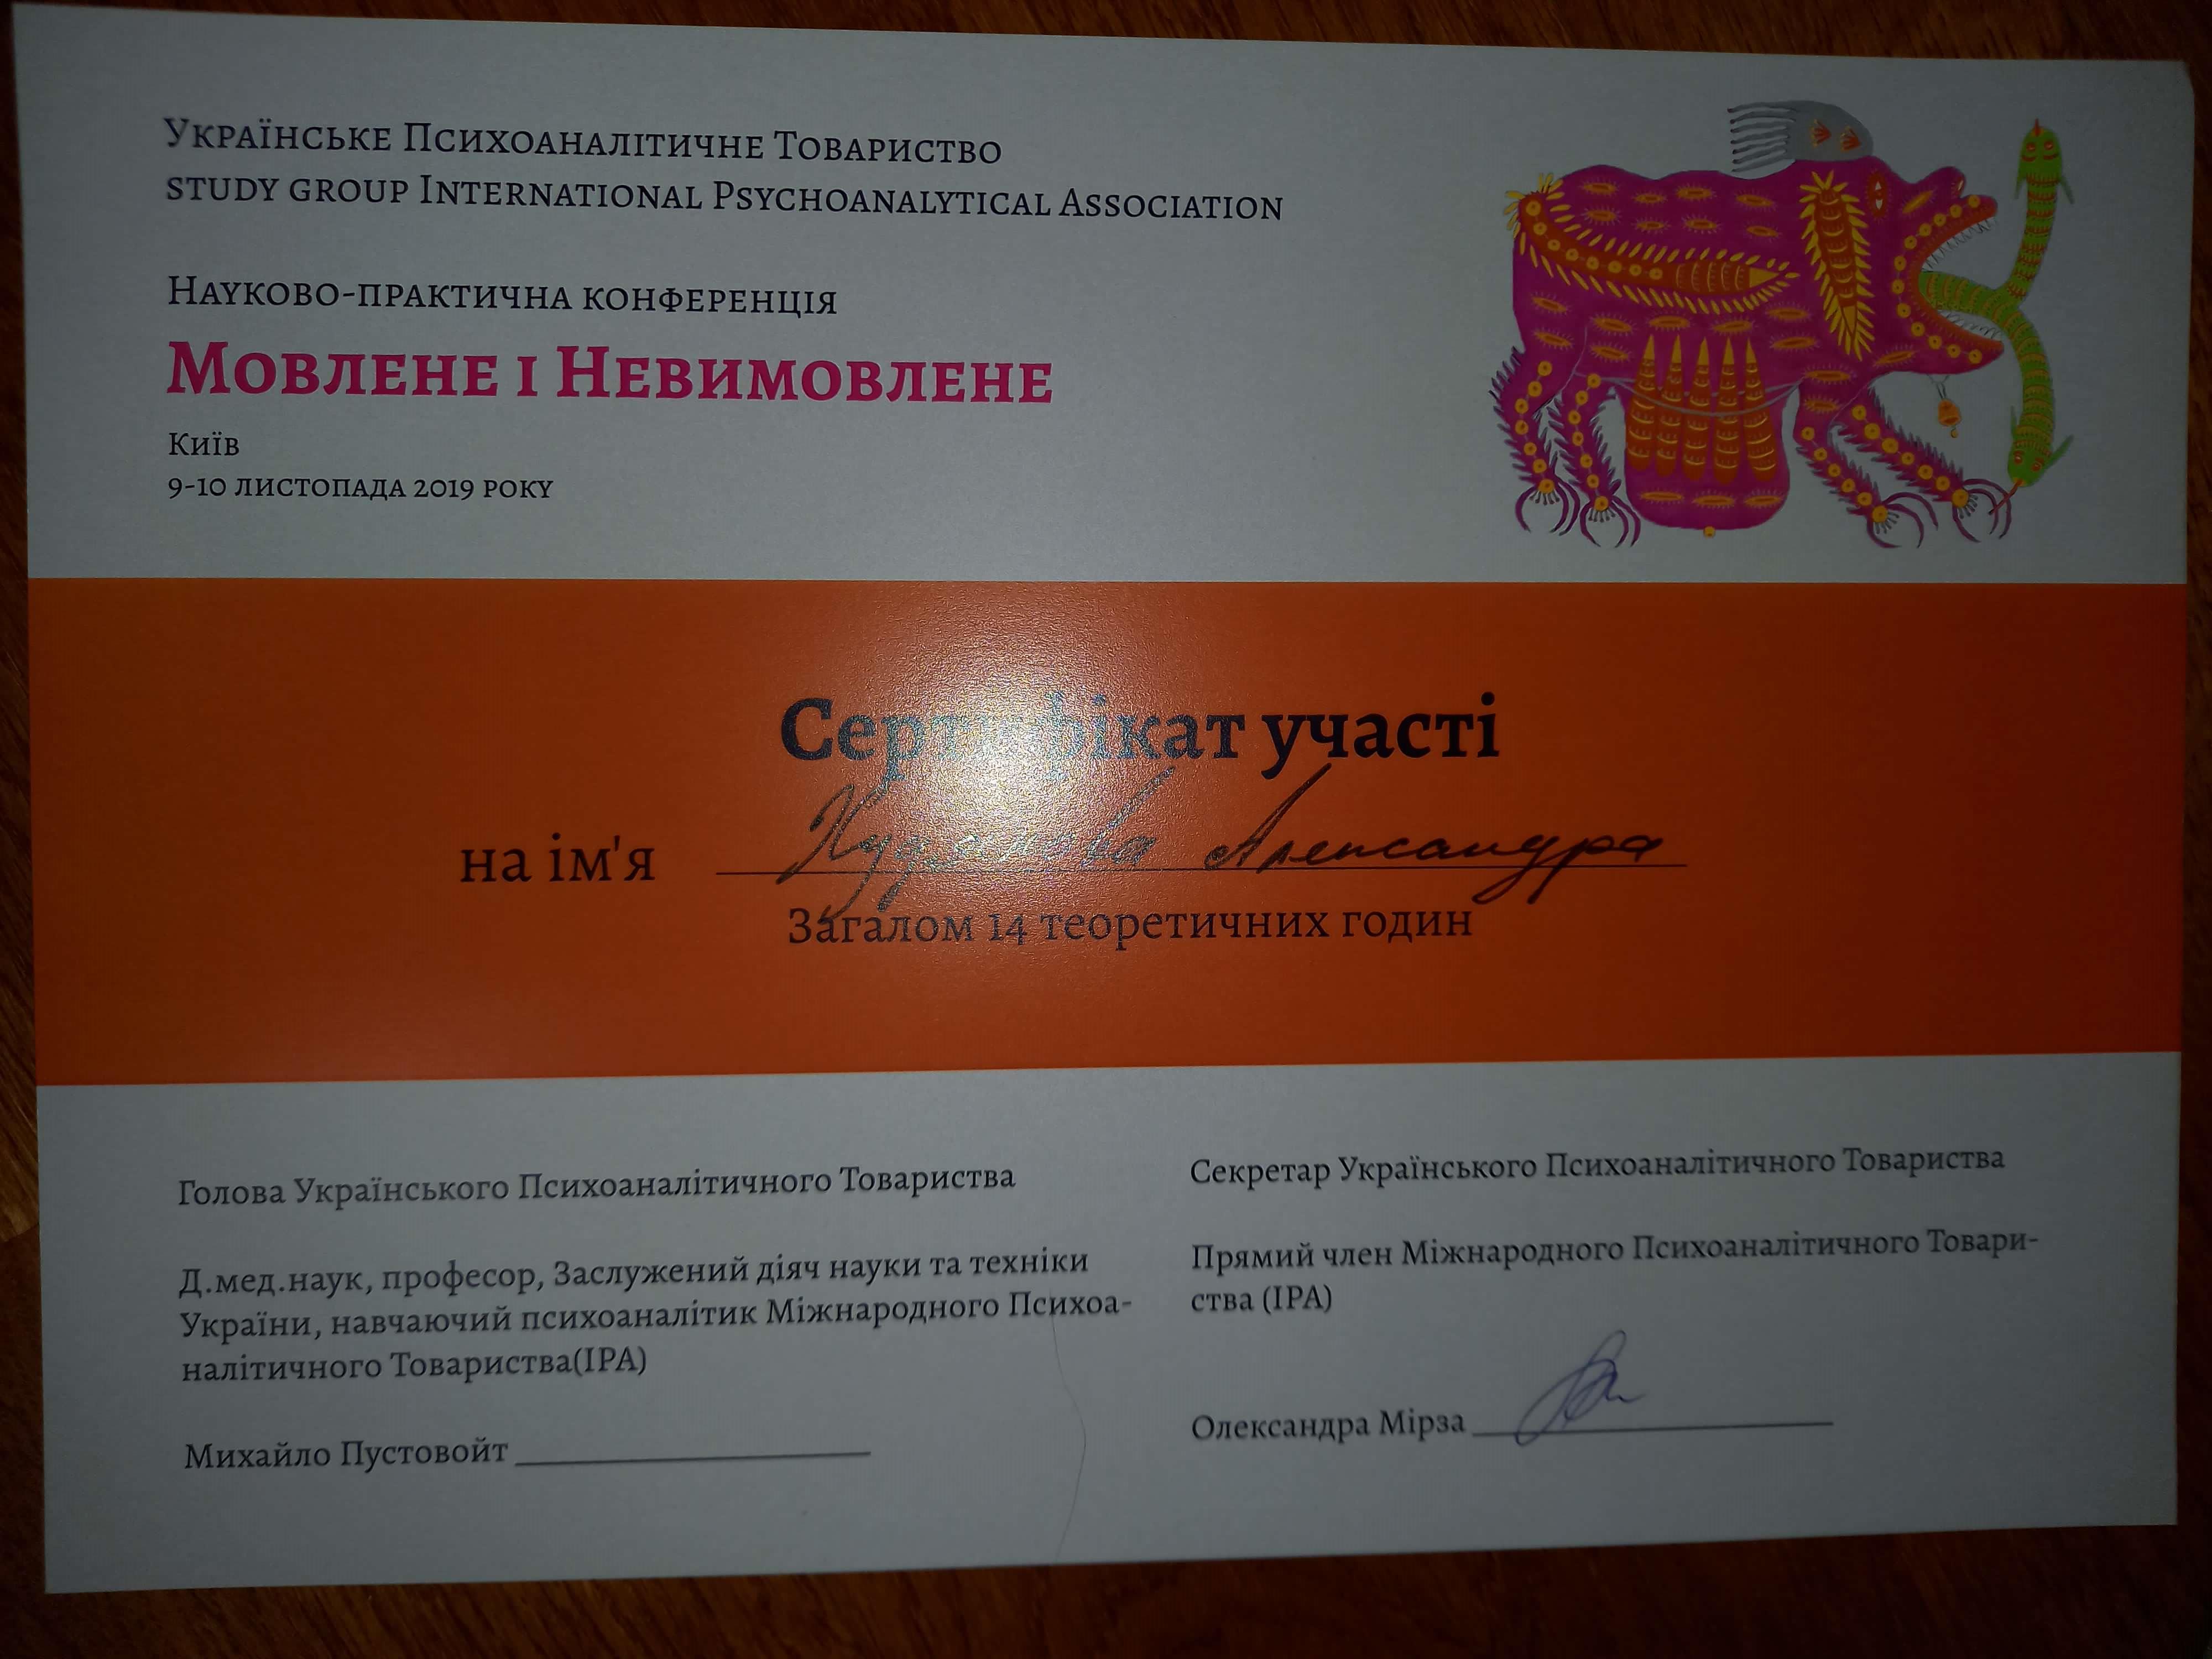 Українське Психоаналітичне Товариство
study group International Psychoanalytical Association
Науково-практична конференція
Мовлене і Невимовлене
Київ
9-10 листопада 2019 року
Сертифікат участі
на ім'я Александра
Загалом 14 теоретичних годин
Голова Українського Психоаналітичного Товариства
Д.мед.наук, професор, Заслужений діяч науки та техніки
України, навчаючий психоаналітик Міжнародного Психоа-
налітичного Товариства(IPA)
Михайло Пустовойт
Секретар Українського Психоаналітичного Товариства
Прямий член Міжнародного Психоаналітичного Товари-
ства (IPA)
Олександра Мірза